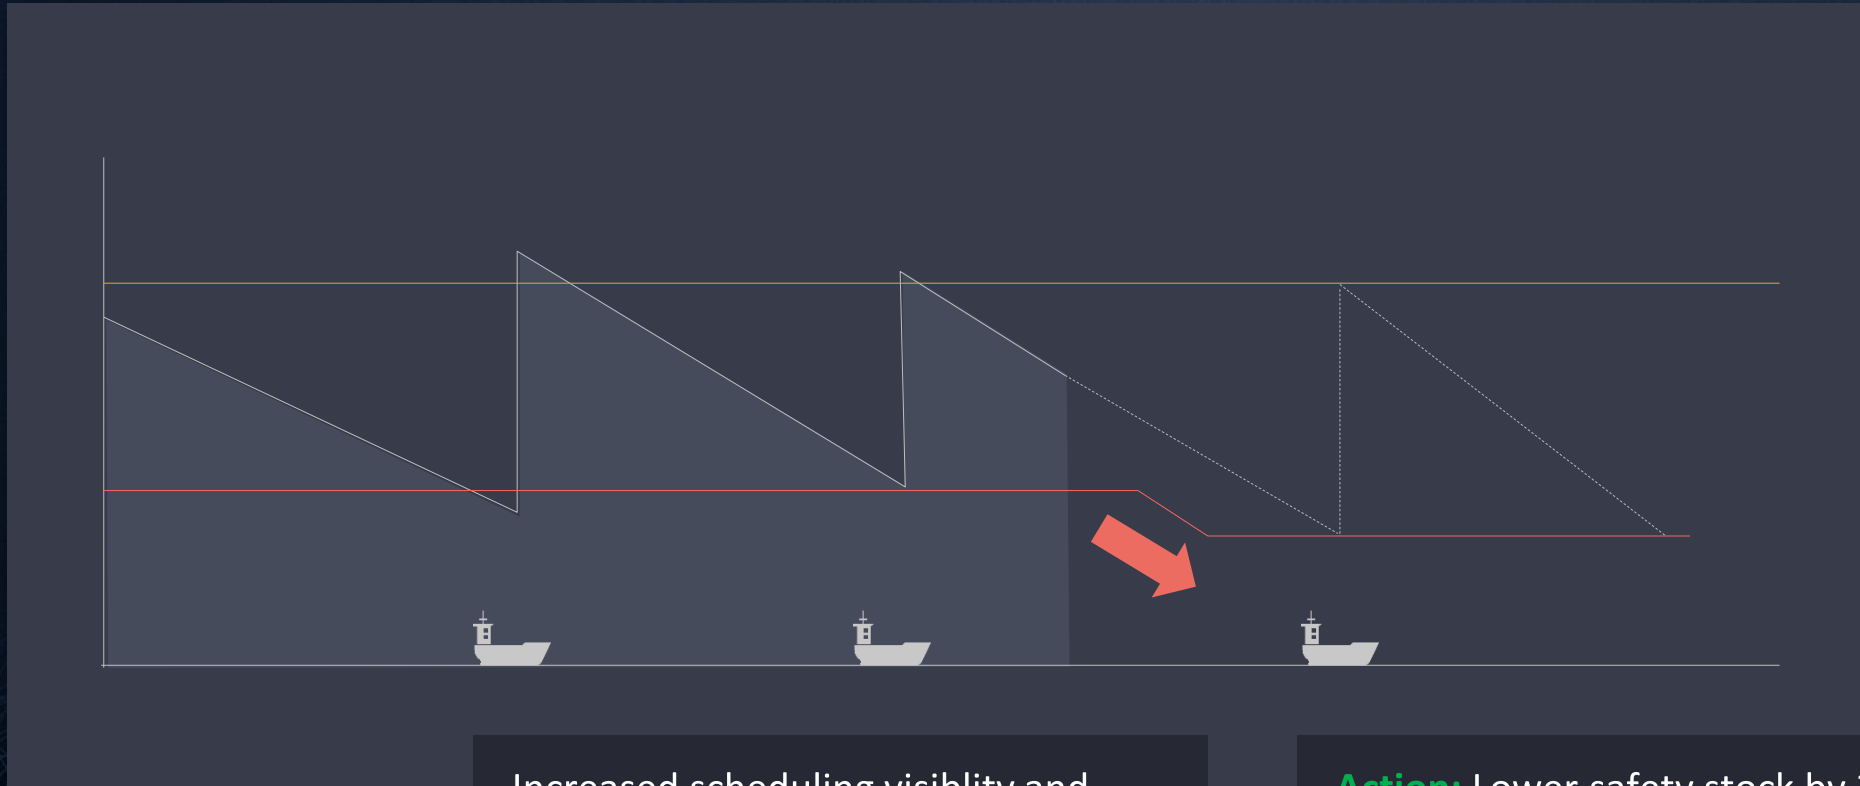 Increased scheduling visiblity and
Action: Lower safety stock by